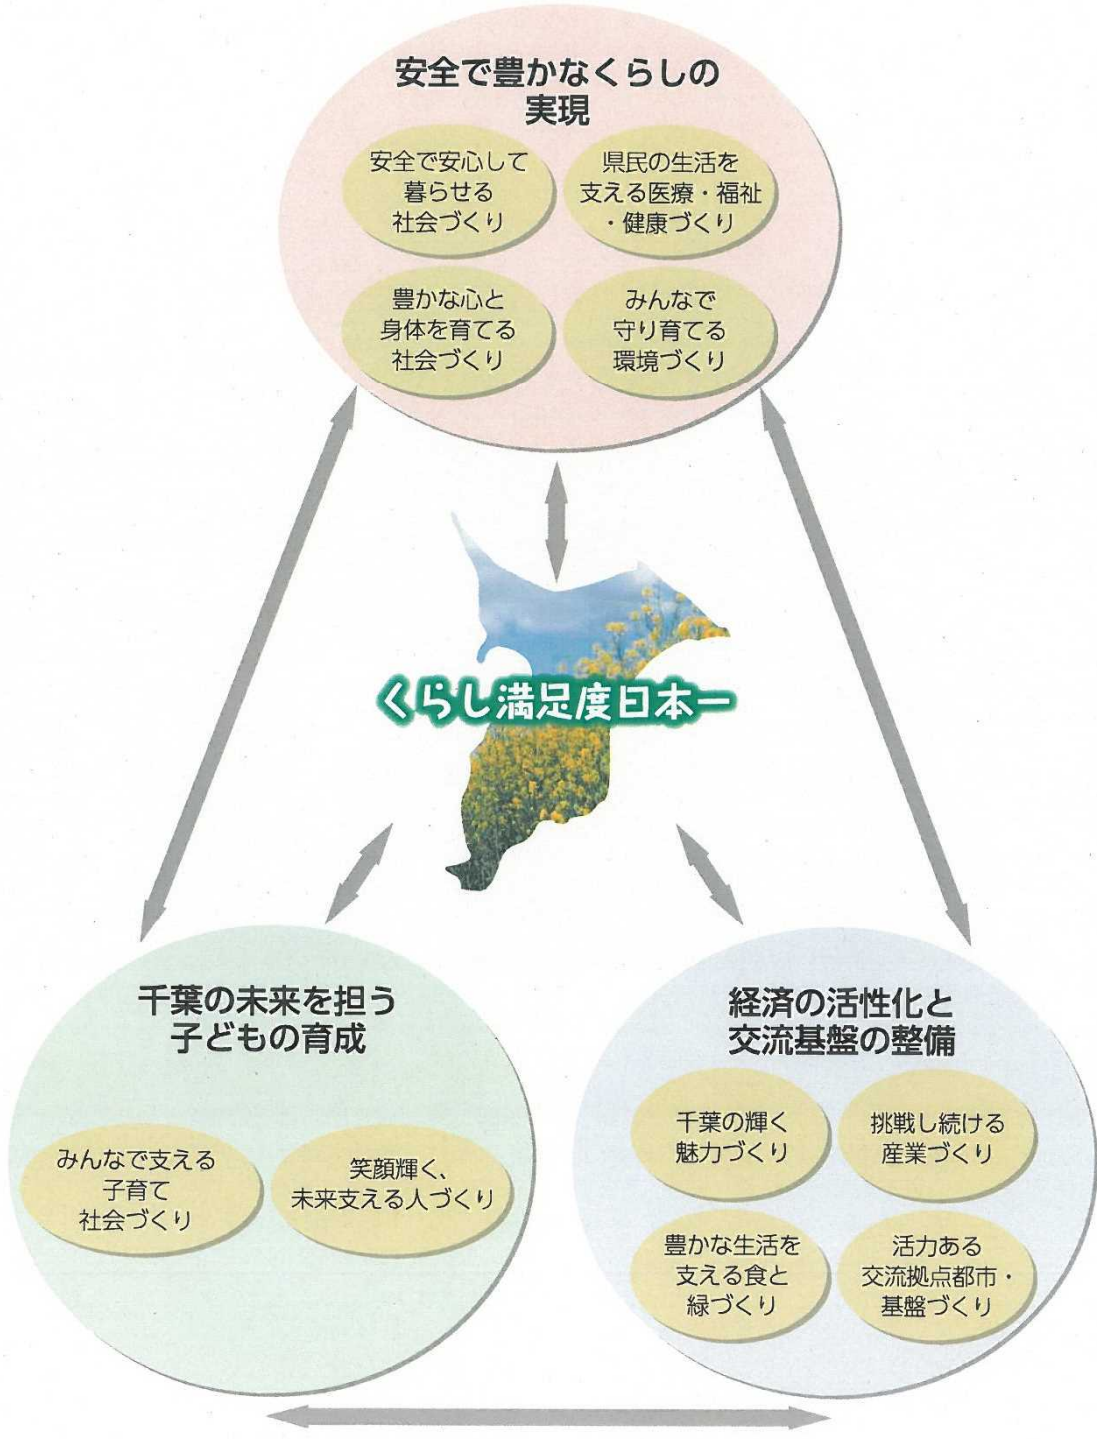 安全で豊かなくらしの
実現
安全で安心して
暮らせる
社会づくり
県民の生活を
支える医療・福祉
・健康づくり
豊かな心と
身体を育てる
社会づくり
みんなで
守り育てる
環境づくり
くらし満足度日本一
千葉の未来を担う
子どもの育成
みんなで支える
子育て
社会づくり
笑顔輝く、
未来支える人づくり
経済の活性化と
交流基盤の整備
千葉の輝く
魅力づくり
挑戦し続ける
産業づくり
豊かな生活を
支える食と
緑づくり
活力ある
交流拠点都市・
基盤づくり